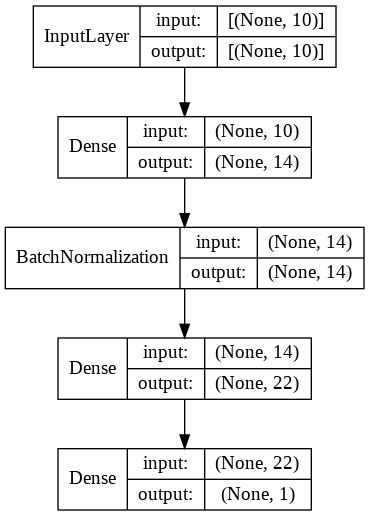 InputLayer
input: [(None, 10)]
output: [(None, 10)]
Dense
input: (None, 10)
output: (None, 14)
BatchNormalization
input: (None, 14)
output: (None, 14)
Dense
input: (None, 14)
output: (None, 22)
Dense
input: (None, 22)
output: (None, 1)